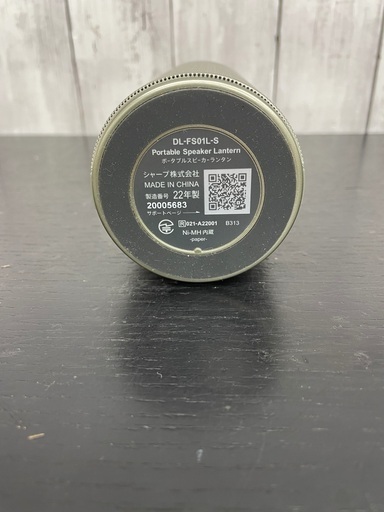 DL-FS01L-S
Portable Speaker Lantern
ポータブルスピーカーランタン
シャープ株式会社
MADE IN CHINA
製造番号 22年製
20005683
サポートページ
021-A22001 B313
Ni-MH 内蔵
-paper-